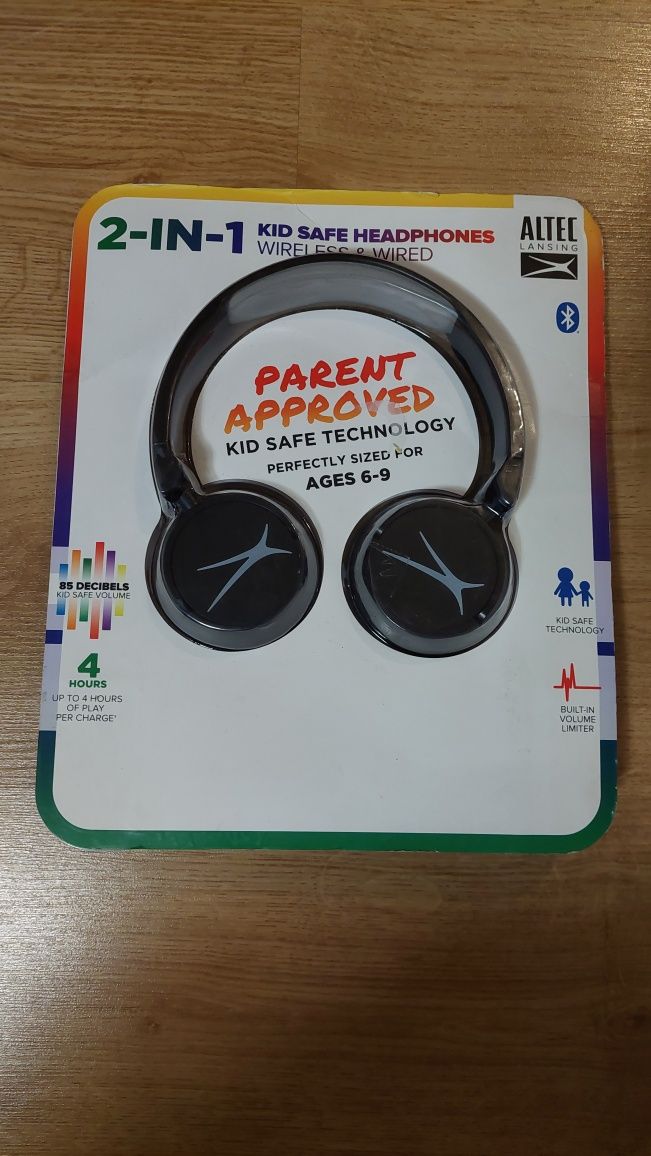 2-IN-1 KID SAFE HEADPHONES
WIRELESS & WIRED
ALTEC
LANSING
PARENT
APPROVED
KID SAFE TECHNOLOGY
PERFECTLY SIZED FOR
AGES 6-9
85 DECIBELS
KID SAFE VOLUME
4
HOURS
UP TO 4 HOURS
OF PLAY
PER CHARGE*
KID SAFE
TECHNOLOGY
BUILT-IN
VOLUME
LIMITER